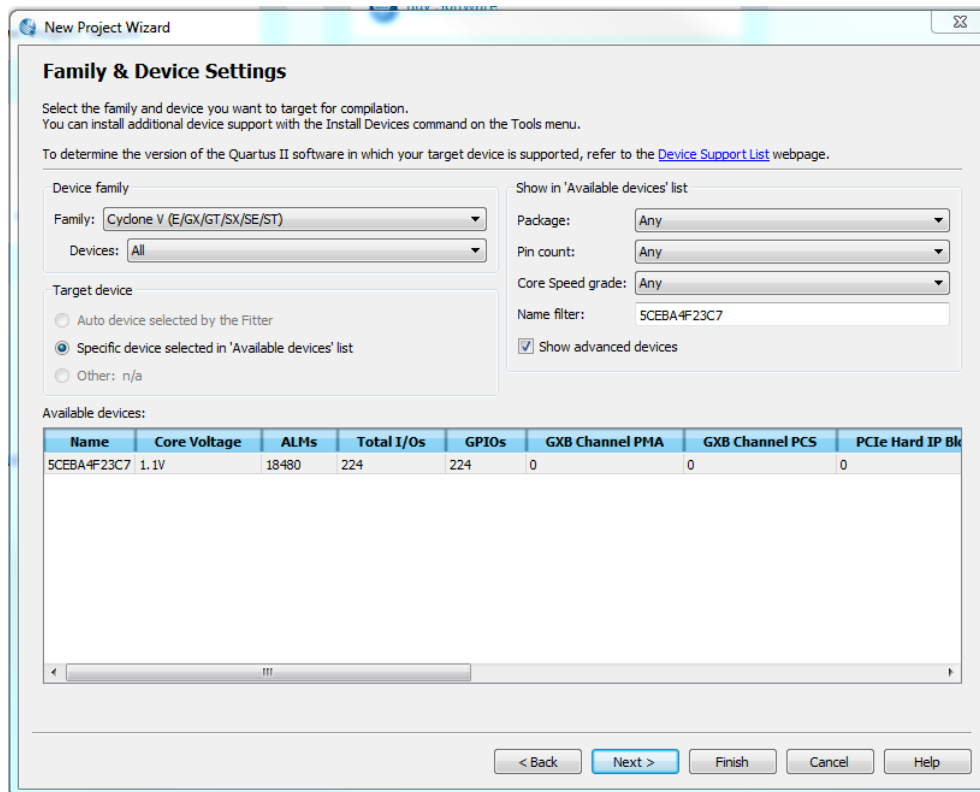 New Project Wizard
Family & Device Settings
Select the family and device you want to target for compilation.
You can install additional device support with the Install Devices command on the Tools menu.
To determine the version of the Quartus II software in which your target device is supported, refer to the Device Support List webpage.
Device family
Family: Cyclone V (E/GX/GT/SX/SE/ST)
Devices: All
Target device
Auto device selected by the Fitter
Specific device selected in 'Available devices' list
Other: n/a
Show in 'Available devices' list
Package: Any
Pin count: Any
Core Speed grade: Any
Name filter: 5CEBA4F23C7
Show advanced devices
Available devices:
Name Core Voltage ALMs Total I/Os GPIOs GXB Channel PMA GXB Channel PCS PCIe Hard IP
5CEBA4F23C7 1.1V 18480 224 224 0 0 0
< Back Next > Finish Cancel Help